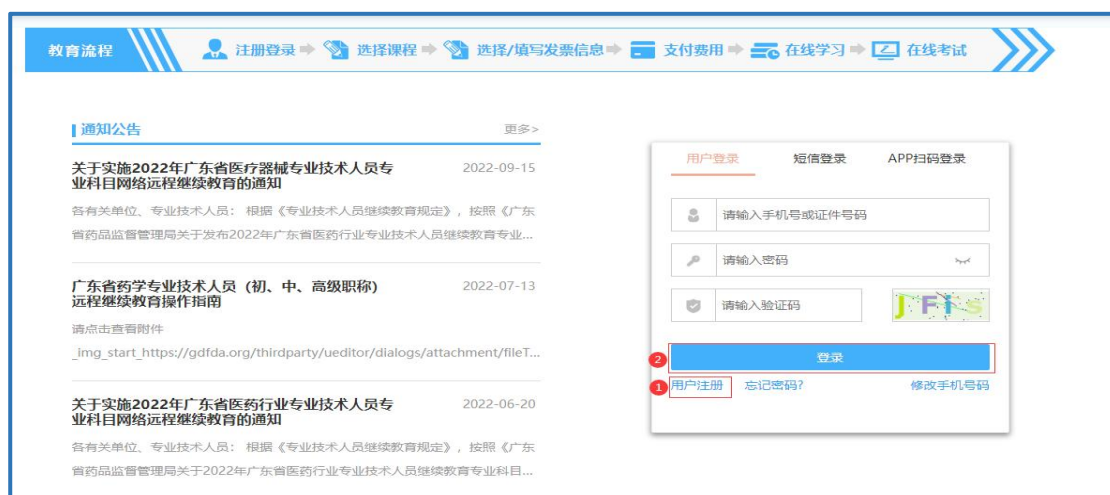 教育流程 注册登录 选择课程 选择/填写发票信息 支付费用 在线学习 在线考试
通知公告 更多>
关于实施2022年广东省医疗器械专业技术人员专 2022-09-15
业科目网络远程继续教育的通知
各有关单位、专业技术人员： 根据《专业技术人员继续教育规定》，按照《广东
省药品监督管理局关于发布2022年广东省医药行业专业技术人员继续教育专业...
广东省药学专业技术人员（初、中、高级职称) 2022-07-13
远程继续教育操作指南
请点击查看附件
_img_start_https://gdfda.org/thirdparty/ueditor/dialogs/attachment/fileT...
关于实施2022年广东省医药行业专业技术人员专 2022-06-20
业科目网络远程继续教育的通知
各有关单位、专业技术人员： 根据《专业技术人员继续教育规定》，按照《广东
省药品监督管理局关于2022年广东省医药行业专业技术人员继续教育专业科目...
用户登录 短信登录 APP扫码登录
请输入手机号或证件号码
请输入密码
请输入验证码 JFfs
2 登录
1 用户注册 忘记密码? 修改手机号码